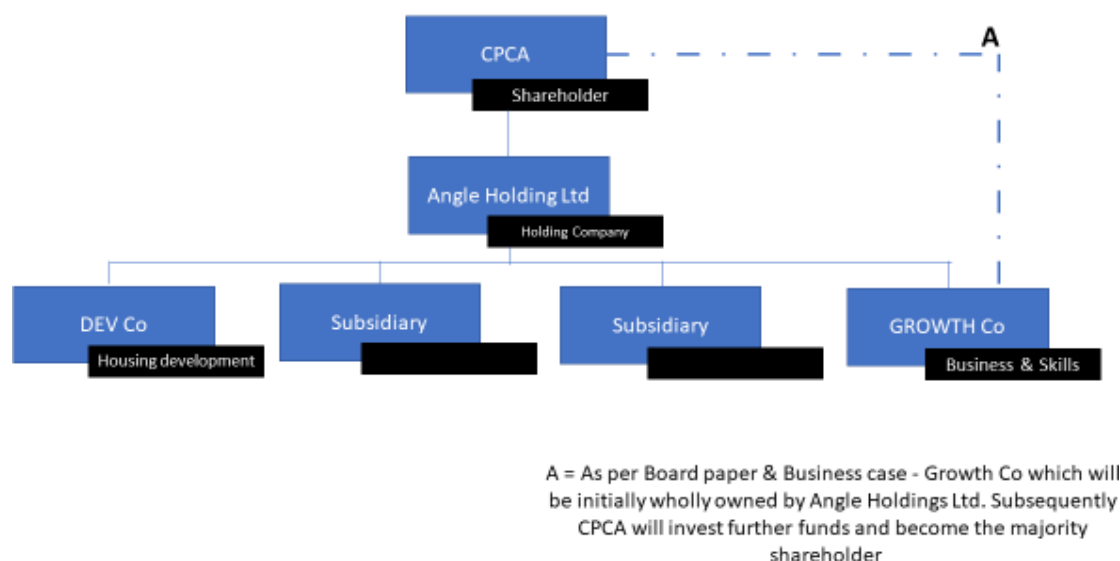 CPCA
A
Shareholder
Angle Holding Ltd
Holding Company
DEV Co
Subsidiary
Subsidiary
GROWTH Co
Housing development
Business & Skills
A = As per Board paper & Business case - Growth Co which will
be initially wholly owned by Angle Holdings Ltd. Subsequently
CPCA will invest further funds and become the majority
shareholder